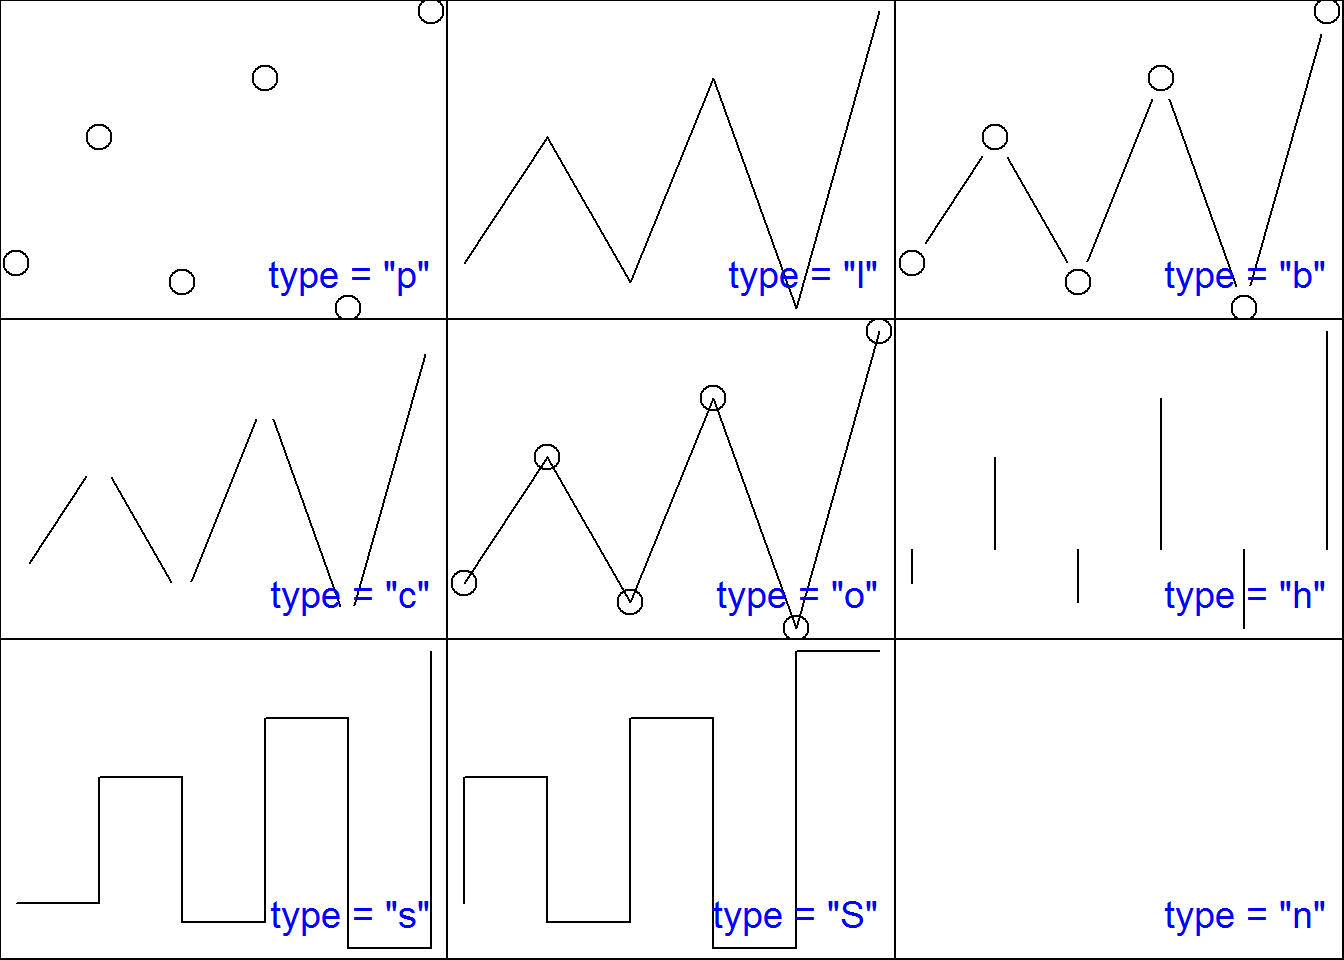 type = "p"
type = "l"
type = "b"
type = "c"
type = "o"
type = "h"
type = "s"
type = "S"
type = "n"